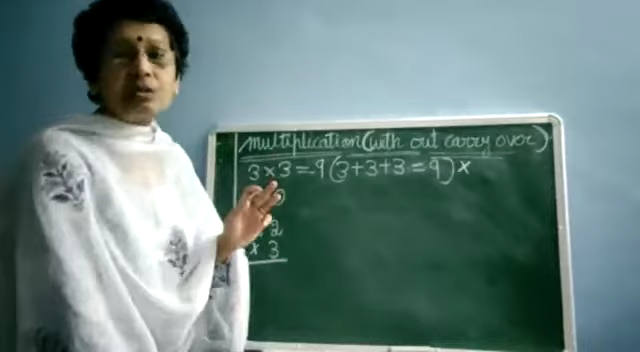 Multiplication (with out carry over)
3 × 3 = 9 (3+3+3 = 9) ×
2
× 3